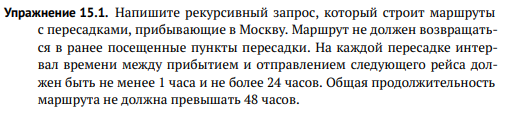 Упражнение 15.1. Напишите рекурсивный запрос, который строит маршруты
с пересадками, прибывающие в Москву. Маршрут не должен возвращать-
ся в ранее посещенные пункты пересадки. На каждой пересадке интер-
вал времени между прибытием и отправлением следующего рейса дол-
жен быть не менее 1 часа и не более 24 часов. Общая продолжительность
маршрута не должна превышать 48 часов.